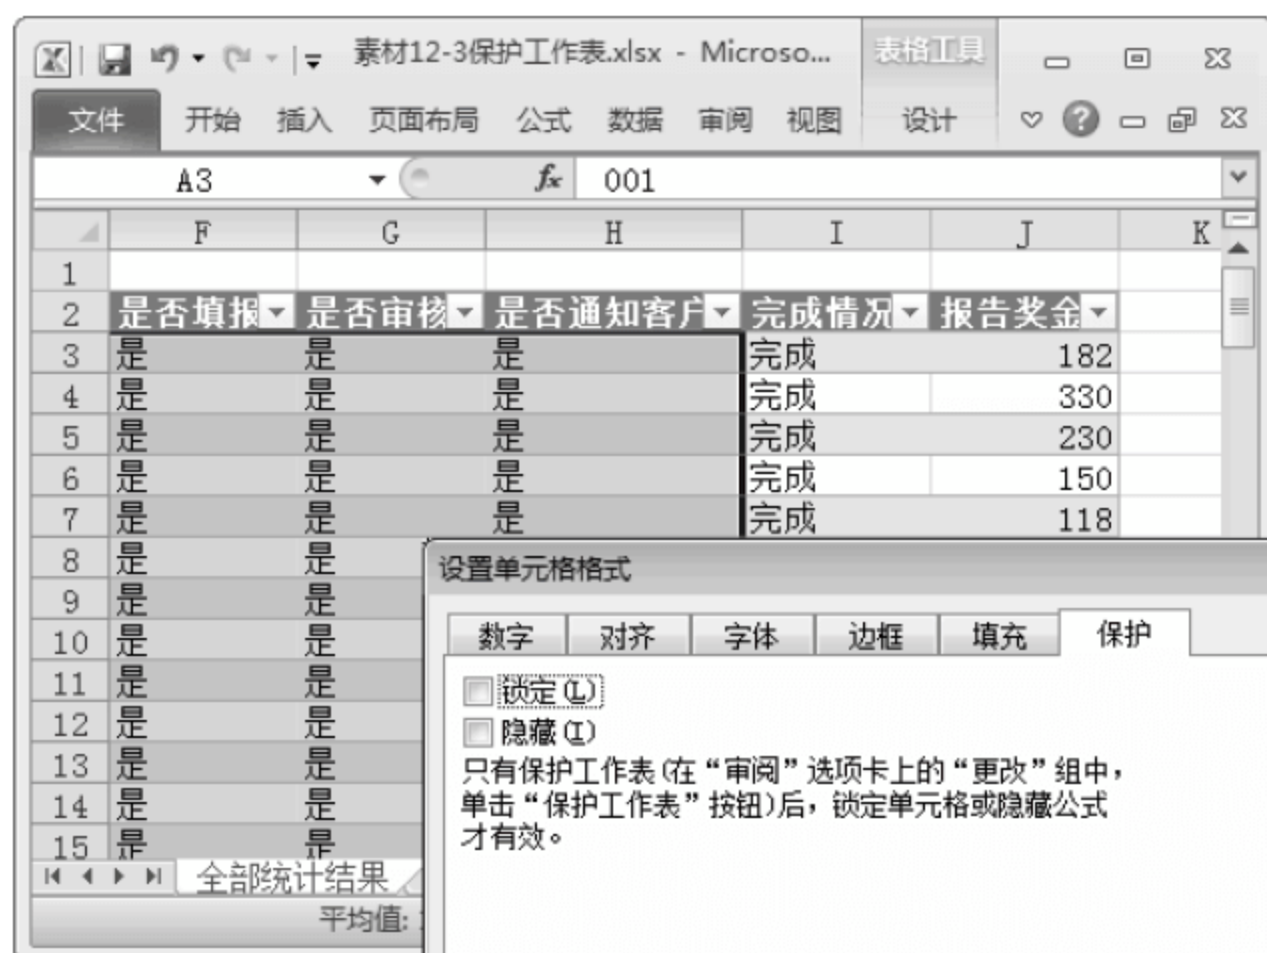 素材12-3保护工作表.xlsx - Microso... 表格工具
文件 开始 插入 页面布局 公式 数据 审阅 视图 设计
A3 fx 001
F G H I J K
1
2 是否填报 是否审核 是否通知客户 完成情况 报告奖金
3 是 是 是 完成 182
4 是 是 是 完成 330
5 是 是 是 完成 230
6 是 是 是 完成 150
7 是 是 是 完成 118
8 是 是
9 是 是
10 是 是
11 是 是
12 是 是
13 是 是
14 是 是
15 是 是
全部统计结果
平均值:
设置单元格格式
数字 对齐 字体 边框 填充 保护
锁定(L)
隐藏(I)
只有保护工作表(在“审阅”选项卡上的“更改”组中，
单击“保护工作表”按钮)后，锁定单元格或隐藏公式
才有效。